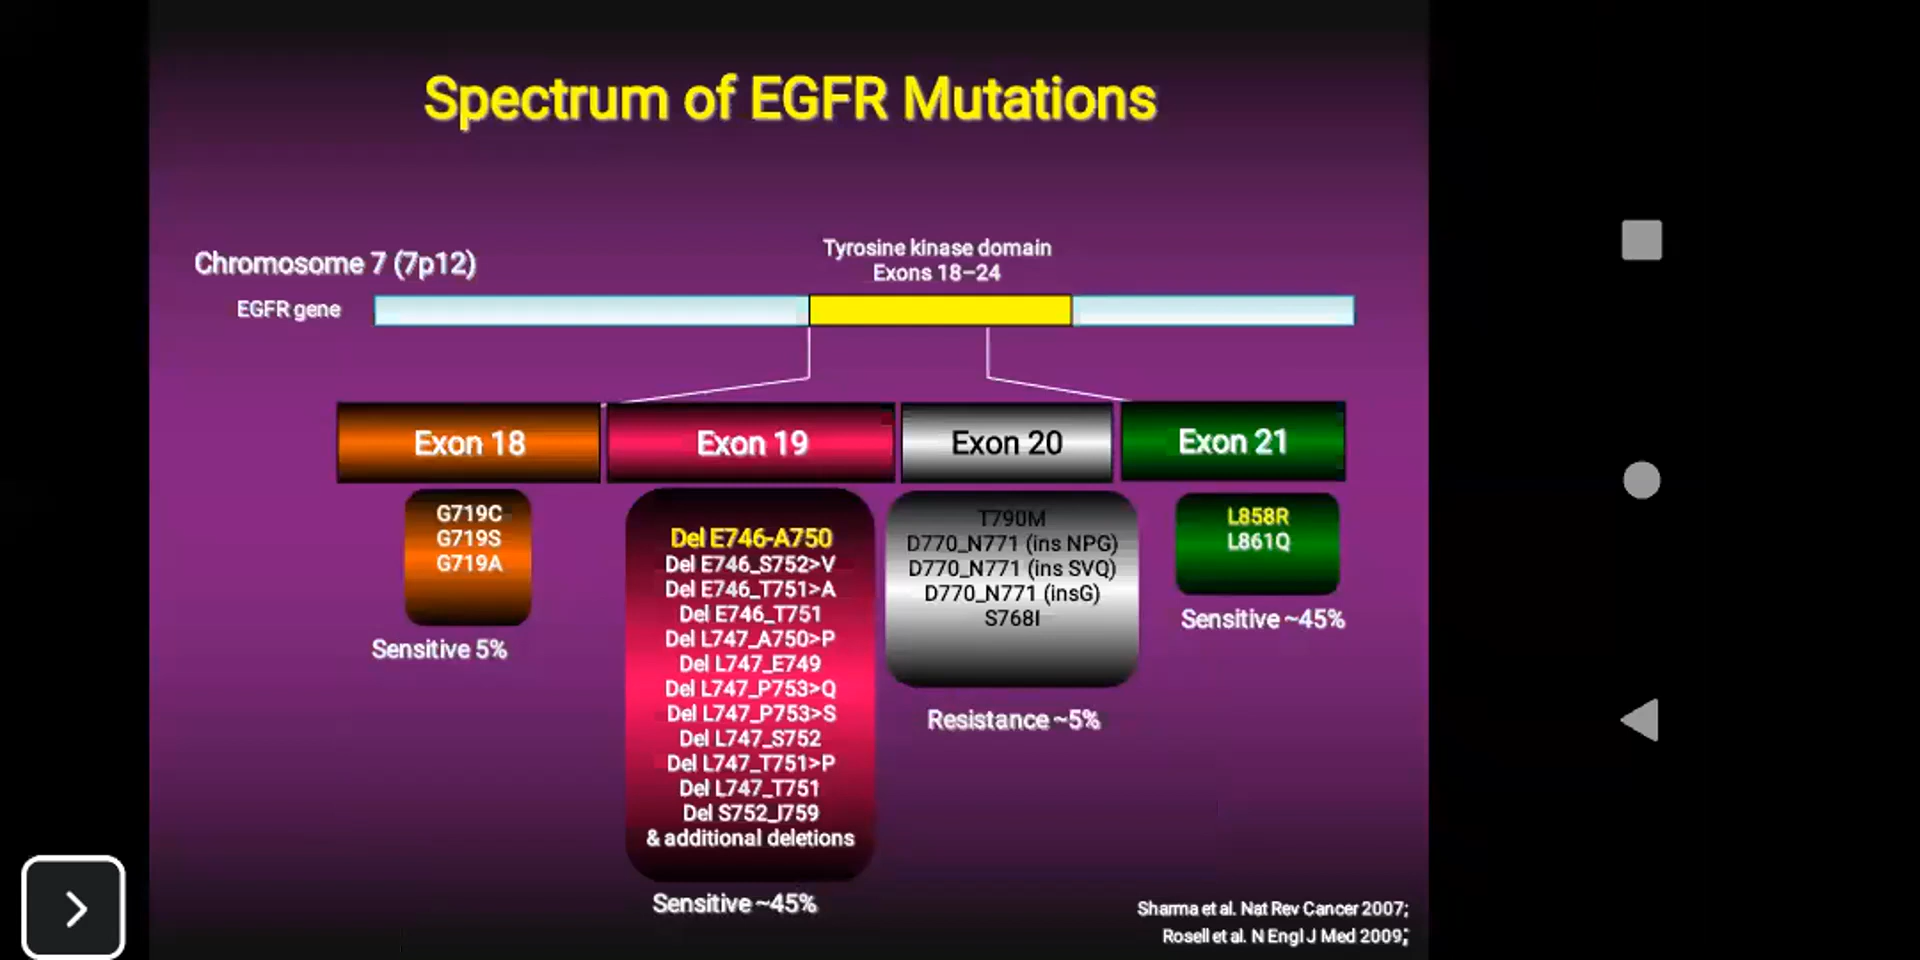 Spectrum of EGFR Mutations
Chromosome 7 (7p12)
Tyrosine kinase domain
Exons 18–24
EGFR gene
Exon 18
Exon 19
Exon 20
Exon 21
G719C
G719S
G719A
Sensitive 5%
Del E746-A750
Del E746_S752>V
Del E746_T751>A
Del E746_T751
Del L747_A750>P
Del L747_E749
Del L747_P753>Q
Del L747_P753>S
Del L747_S752
Del L747_T751>P
Del L747_T751
Del S752_I759
& additional deletions
Sensitive ~45%
T790M
D770_N771 (ins NPG)
D770_N771 (ins SVQ)
D770_N771 (insG)
S768I
Resistance ~5%
L858R
L861Q
Sensitive ~45%
Sharma et al. Nat Rev Cancer 2007;
Rosell et al. N Engl J Med 2009;